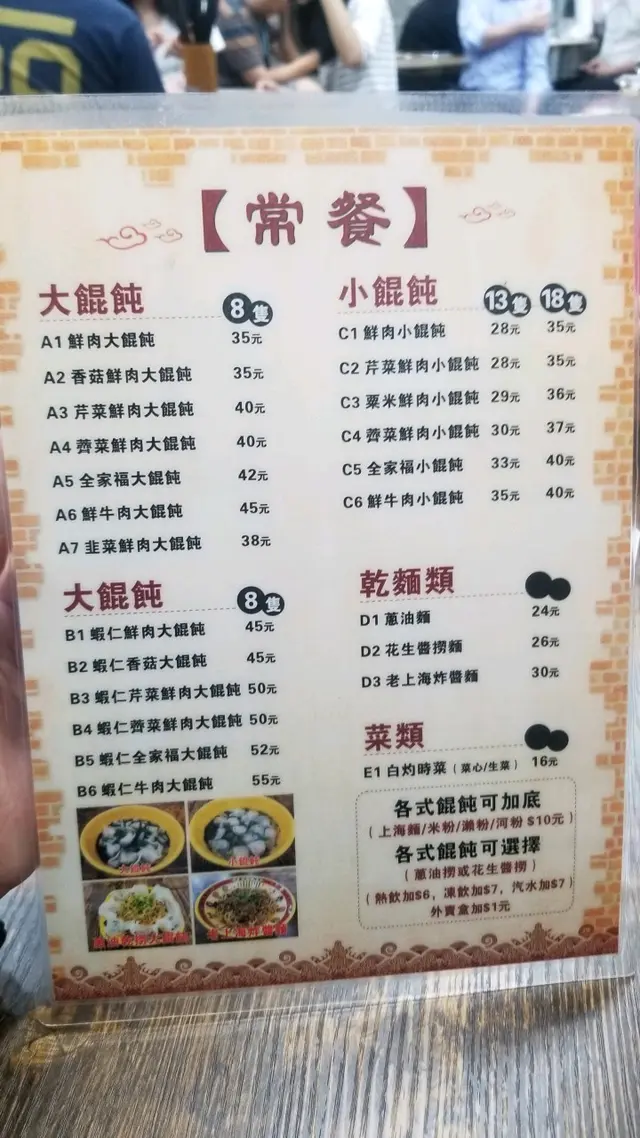 【常餐】
大餛飩 8隻
A1 鮮肉大餛飩 35元
A2 香菇鮮肉大餛飩 35元
A3 芹菜鮮肉大餛飩 40元
A4 薺菜鮮肉大餛飩 40元
A5 全家福大餛飩 42元
A6 鮮牛肉大餛飩 45元
A7 韭菜鮮肉大餛飩 38元
大餛飩 8隻
B1 蝦仁鮮肉大餛飩 45元
B2 蝦仁香菇大餛飩 45元
B3 蝦仁芹菜鮮肉大餛飩 50元
B4 蝦仁薺菜鮮肉大餛飩 50元
B5 蝦仁全家福大餛飩 52元
B6 蝦仁牛肉大餛飩 55元
大餛飩
小餛飩
老上海炸醬麵
小餛飩 13隻 18隻
C1 鮮肉小餛飩 28元 35元
C2 芹菜鮮肉小餛飩 28元 35元
C3 粟米鮮肉小餛飩 29元 36元
C4 薺菜鮮肉小餛飩 30元 37元
C5 全家福小餛飩 33元 40元
C6 鮮牛肉小餛飩 35元 40元
乾麵類
D1 蔥油麵 24元
D2 花生醬撈麵 26元
D3 老上海炸醬麵 30元
菜類
E1 白灼時菜（菜心/生菜） 16元
各式餛飩可加底
（上海麵/米粉/瀨粉/河粉 $10元）
各式餛飩可選擇
（蔥油撈或花生醬撈）
（熱飲加$6，凍飲加$7，汽水加$7）
外賣盒加$1元